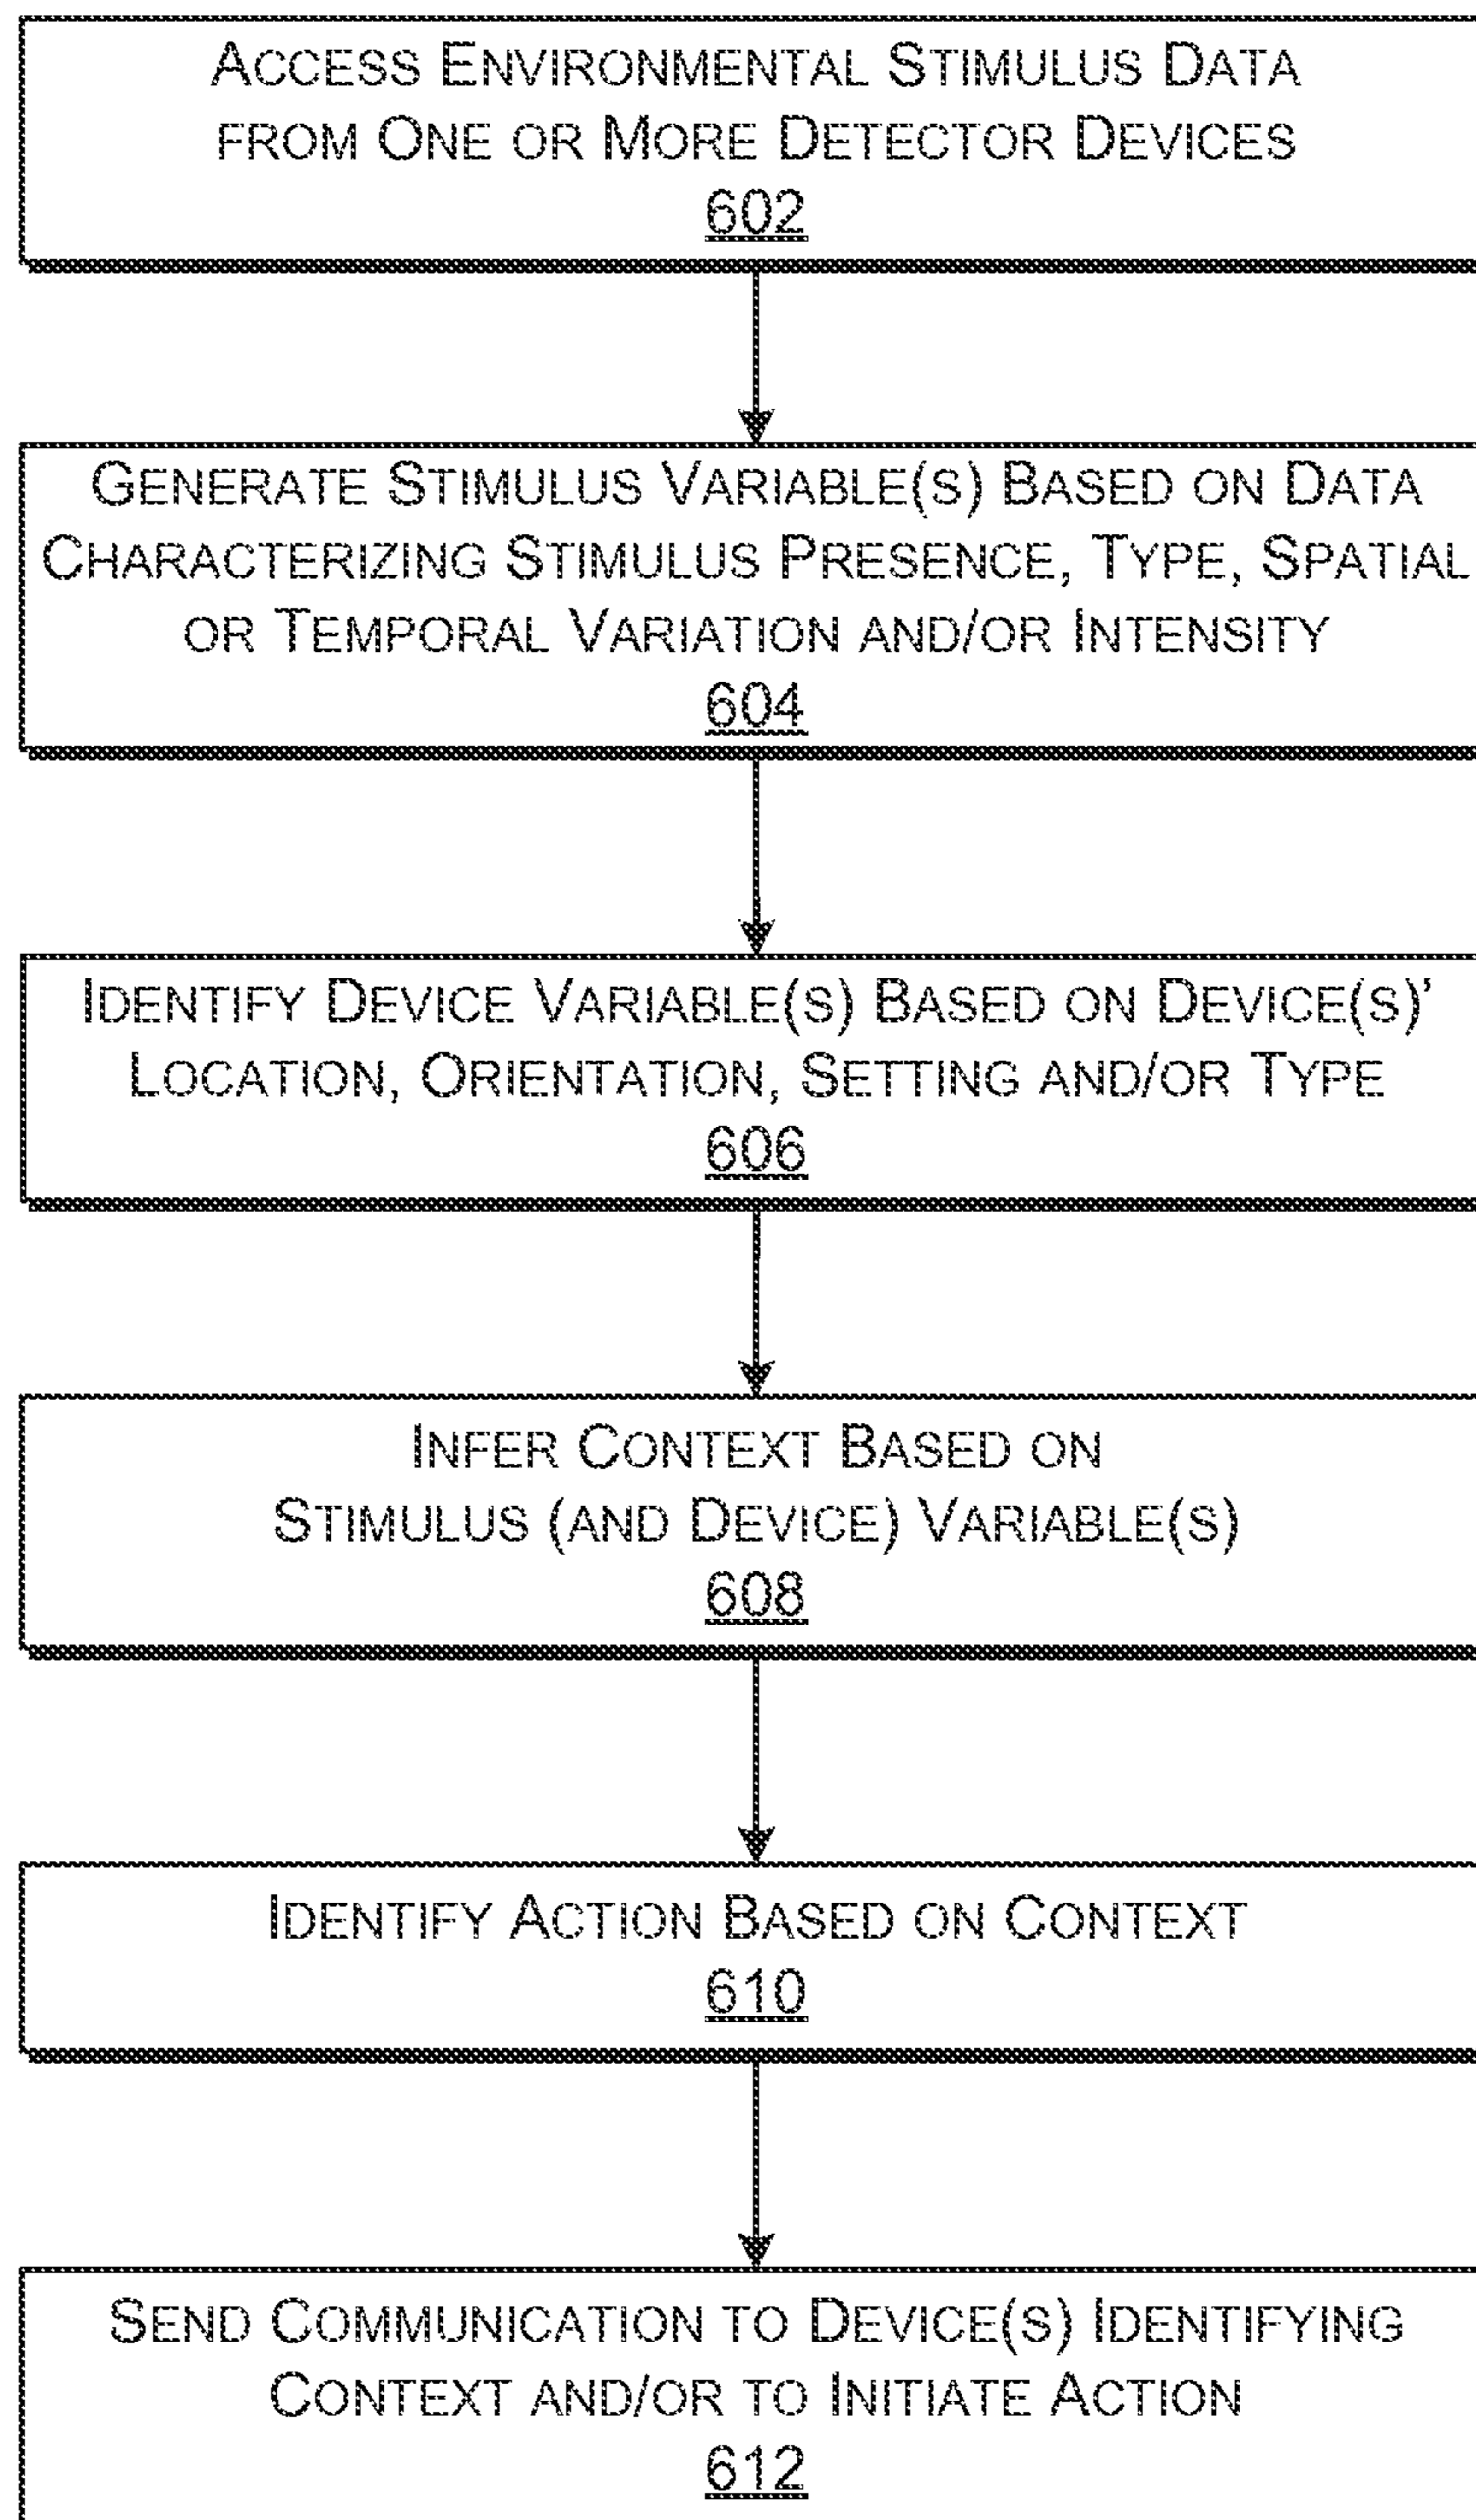 ACCESS ENVIRONMENTAL STIMULUS DATA
FROM ONE OR MORE DETECTOR DEVICES
602
GENERATE STIMULUS VARIABLE(S) BASED ON DATA
CHARACTERIZING STIMULUS PRESENCE, TYPE, SPATIAL
OR TEMPORAL VARIATION AND/OR INTENSITY
604
IDENTIFY DEVICE VARIABLE(S) BASED ON DEVICE(S)’
LOCATION, ORIENTATION, SETTING AND/OR TYPE
606
INFER CONTEXT BASED ON
STIMULUS (AND DEVICE) VARIABLE(S)
608
IDENTIFY ACTION BASED ON CONTEXT
610
SEND COMMUNICATION TO DEVICE(S) IDENTIFYING
CONTEXT AND/OR TO INITIATE ACTION
612